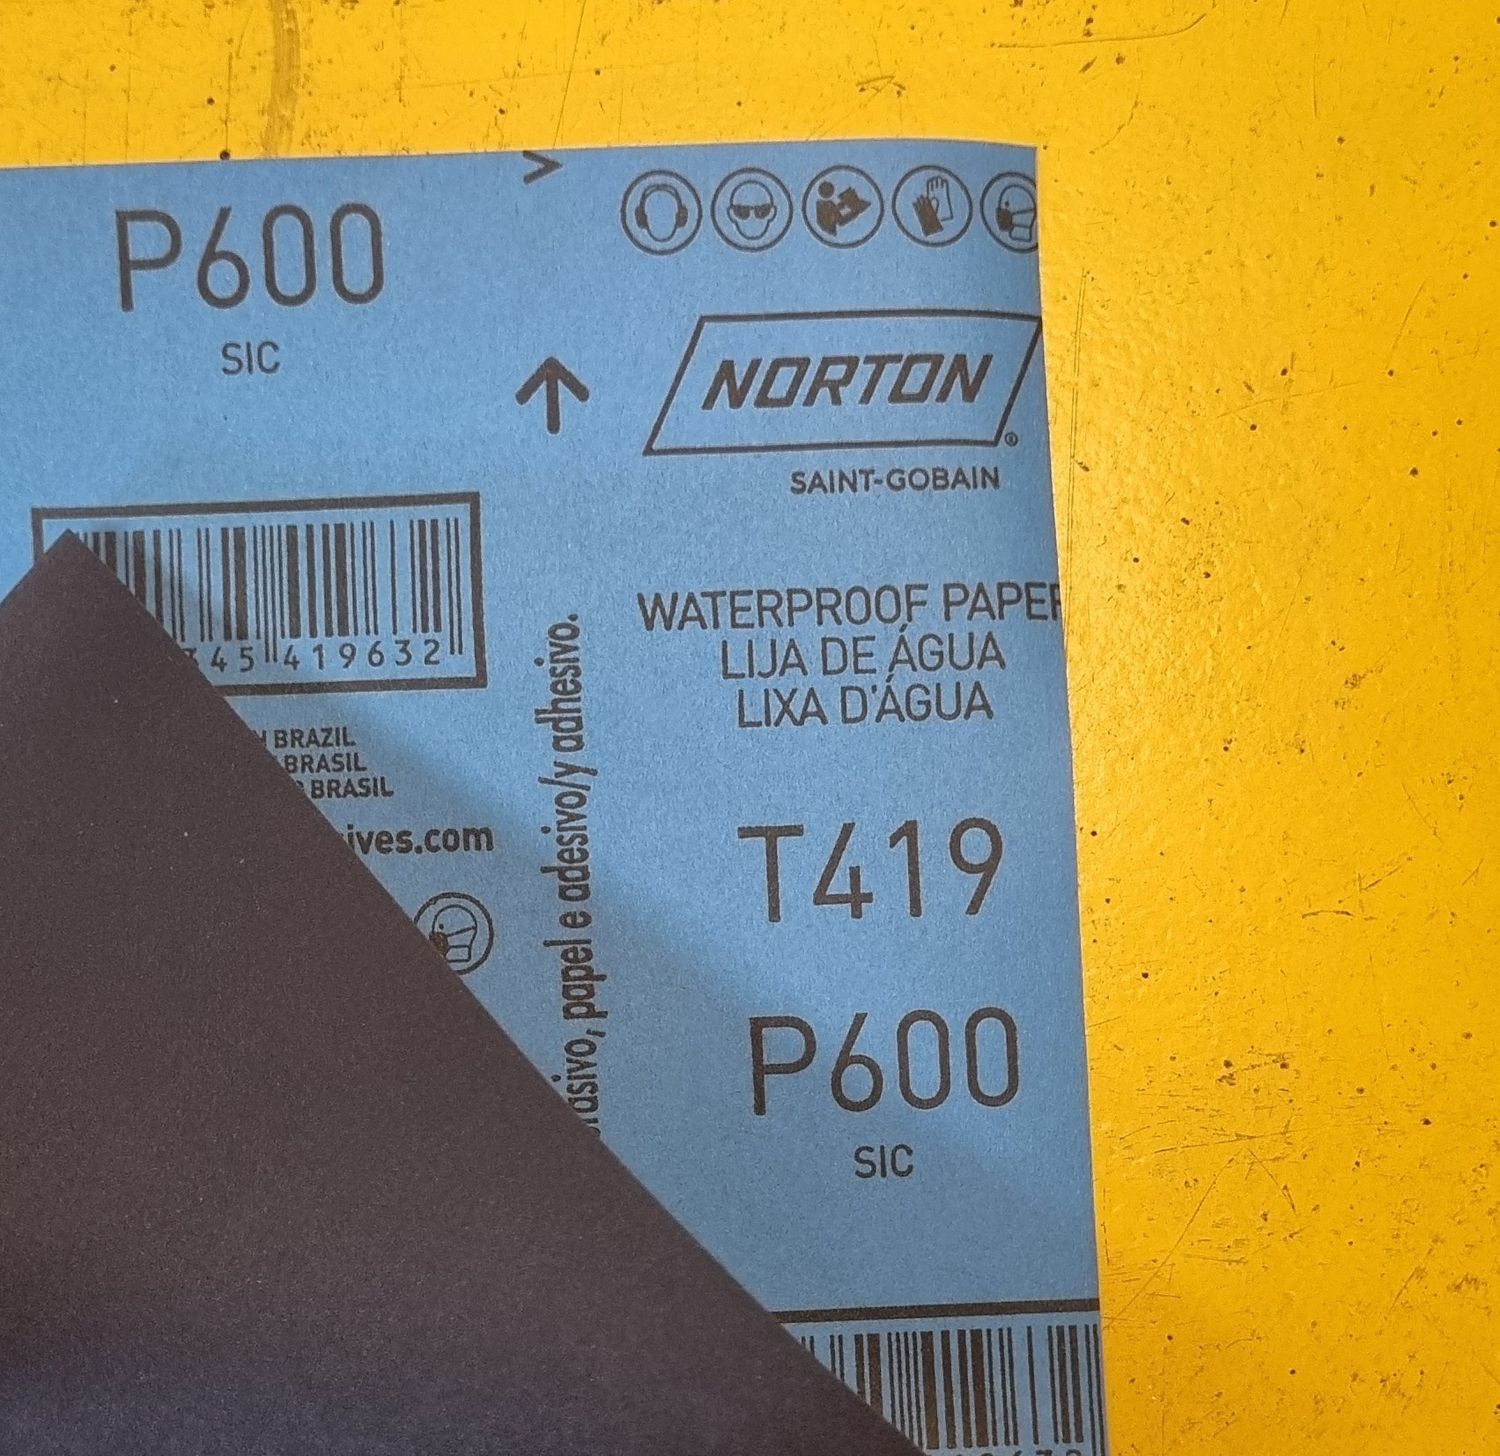 P600
SIC
NORTON
®
SAINT-GOBAIN
45 419632
WATERPROOF PAPER
LIJA DE ÁGUA
LIXA D'ÁGUA
BRAZIL
BRASIL
BRASIL
ives.com
rasivo, papel e adesivo/y adhesivo.
T419
P600
SIC